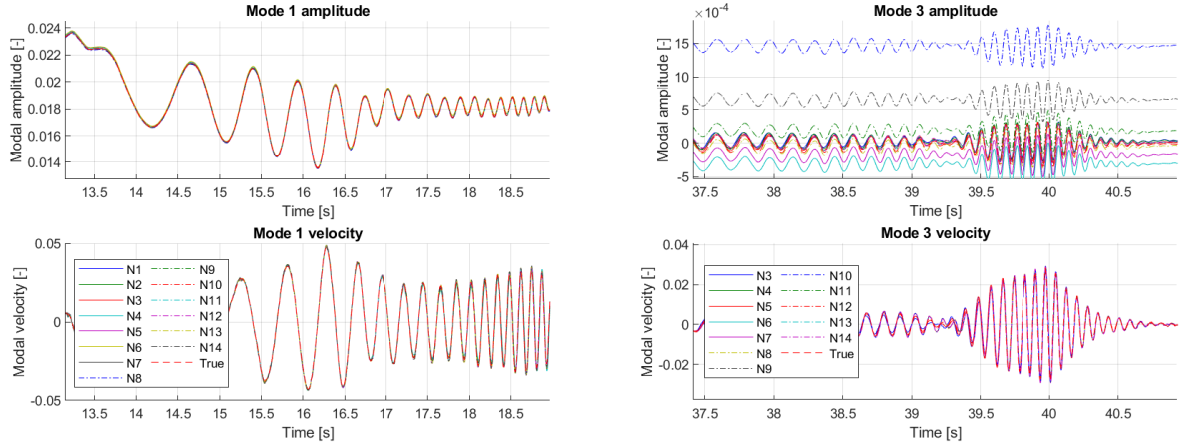 Mode 1 amplitude
Modal amplitude [-]
0.024
0.022
0.02
0.018
0.016
0.014
13.5 14 14.5 15 15.5 16 16.5 17 17.5 18 18.5
Time [s]
Mode 3 amplitude
×10⁻⁴
Modal amplitude [-]
15
10
5
0
-5
37.5 38 38.5 39 39.5 40 40.5
Time [s]
Mode 1 velocity
Modal velocity [-]
0.05
0
-0.05
N1 N9
N2 N10
N3 N11
N4 N12
N5 N13
N6 N14
N7 True
N8
13.5 14 14.5 15 15.5 16 16.5 17 17.5 18 18.5
Time [s]
Mode 3 velocity
Modal velocity [-]
0.04
0.02
0
-0.02
N3 N10
N4 N11
N5 N12
N6 N13
N7 N14
N8 True
N9
37.5 38 38.5 39 39.5 40 40.5
Time [s]